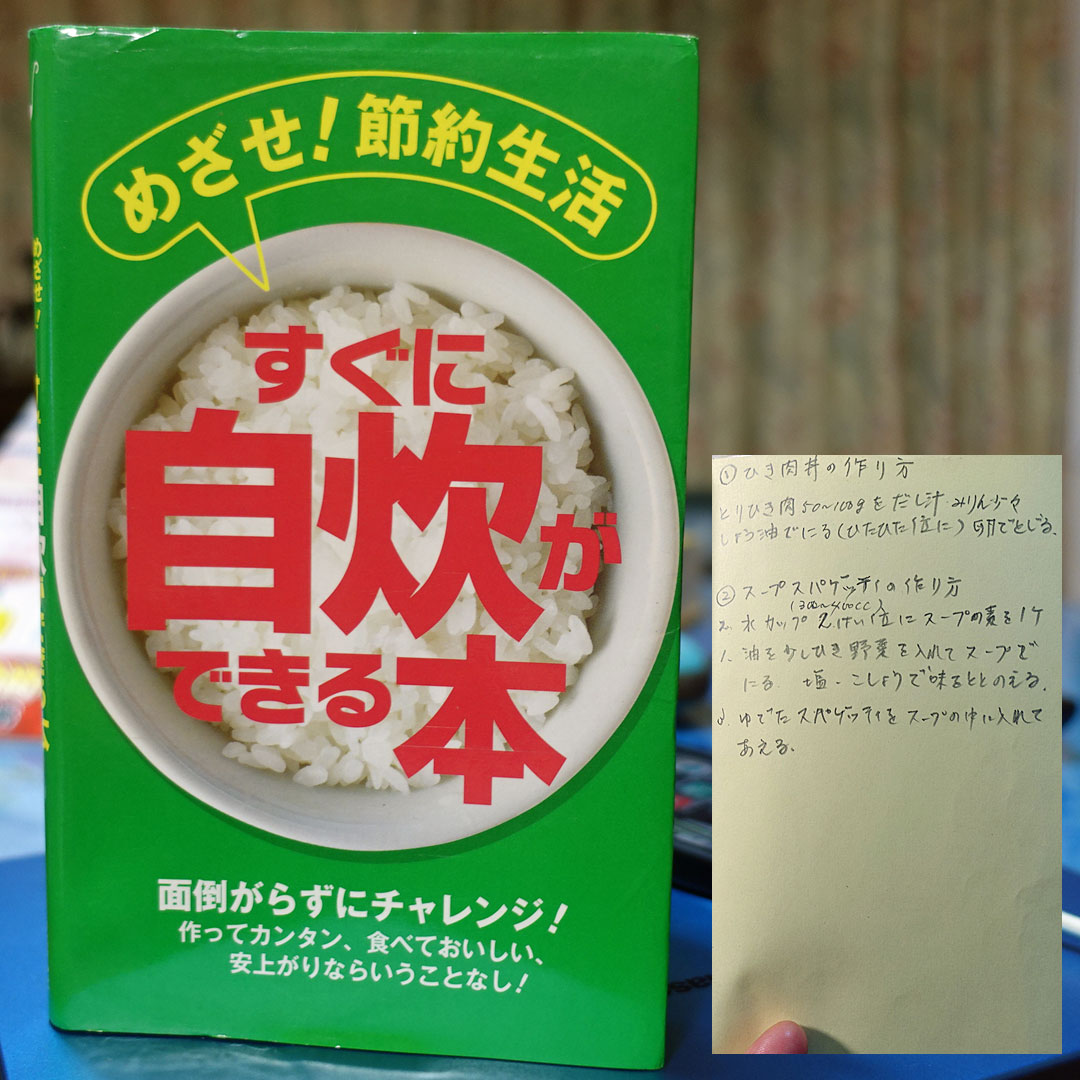 めざせ!節約生活
すぐに
自炊が
できる本
面倒がらずにチャレンジ!
作ってカンタン、食べておいしい、
安上がりならいうことなし!
めざせ!
①ひき肉丼の作り方
とりひき肉50~100gをだし汁・みりん少々
しょう油でにる(ひたひた位に)卵でとじる。
②スープスパゲッティの作り方
(300~400cc)
2. 水カップ2はい位にスープの素を1ケ
1. 油を少しひき野菜を入れてスープで
にる 塩・こしょうで味をととのえる。
3. ゆでたスパゲッティをスープの中に入れて
あえる。